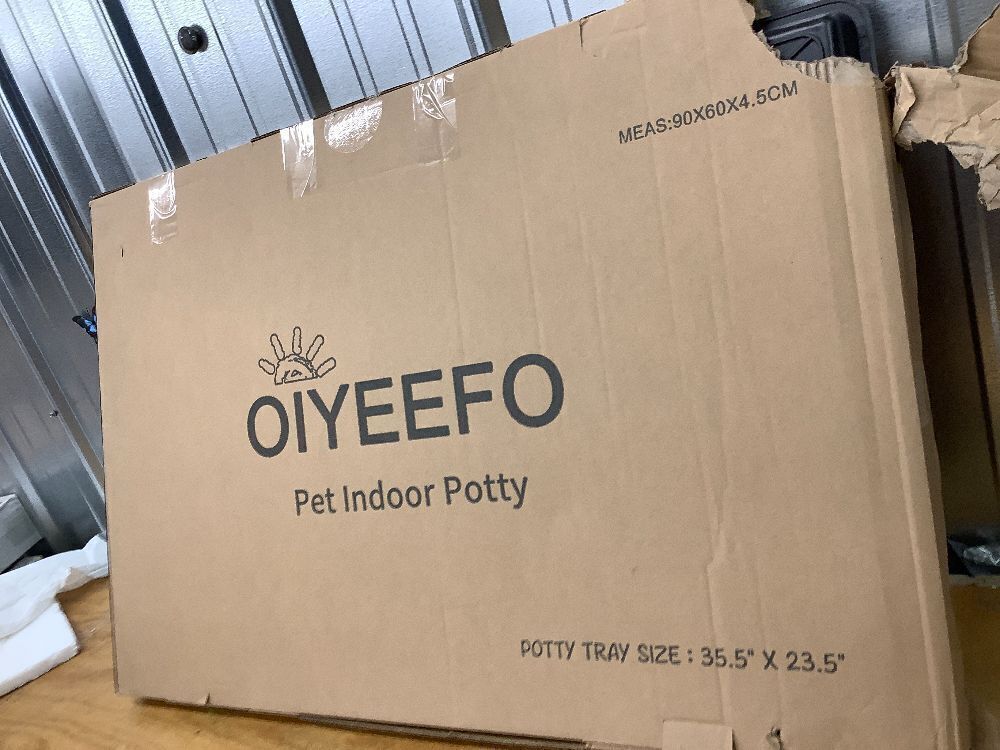 MEAS:90X60X4.5CM
OIYEEFO
Pet Indoor Potty
POTTY TRAY SIZE : 35.5" X 23.5"